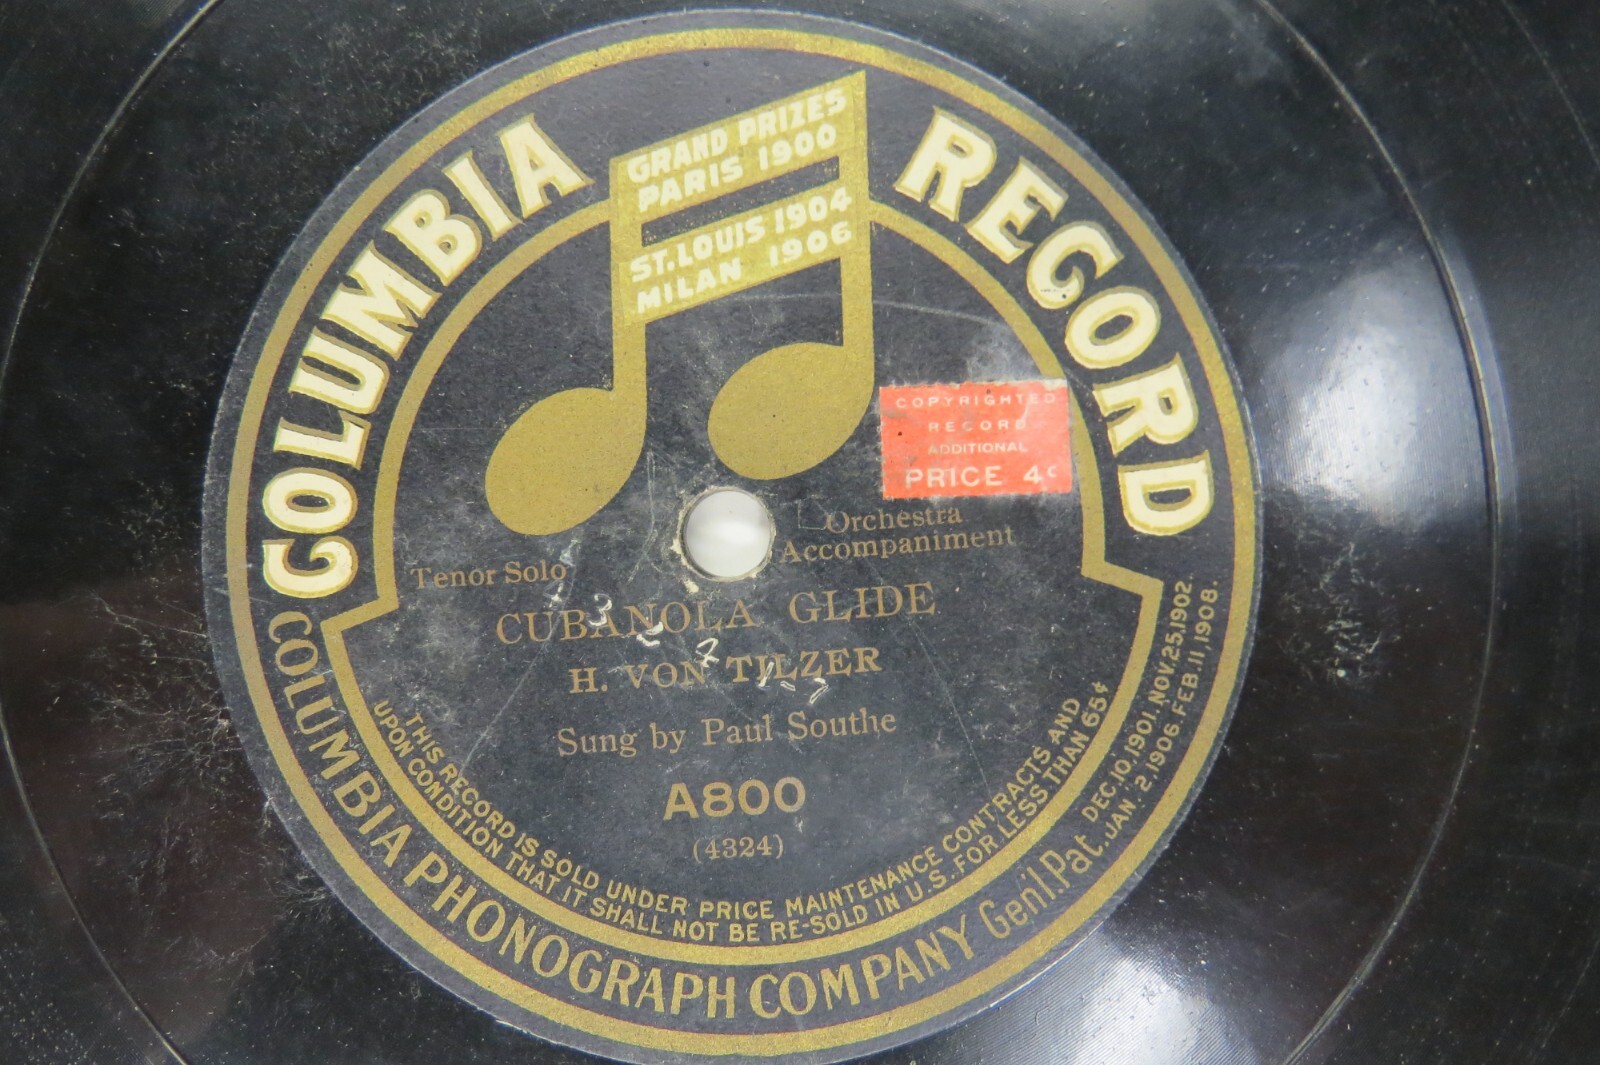 COLUMBIA RECORD
GRAND PRIZES
PARIS 1900
ST. LOUIS 1904
MILAN 1906
COPYRIGHTED
RECORD
ADDITIONAL
PRICE 4c
Tenor Solo
Orchestra
Accompaniment
CUBANOLA GLIDE
H. VON TILZER
Sung by Paul Southe
A800
(4324)
THIS RECORD IS SOLD UNDER PRICE MAINTENANCE CONTRACTS AND
UPON CONDITION THAT IT SHALL NOT BE RE-SOLD IN U.S. FOR LESS THAN 65¢
COLUMBIA PHONOGRAPH COMPANY Gen'l. Pat. DEC.10,1901. NOV.25,1902.
JAN. 2,1906. FEB.11,1908.